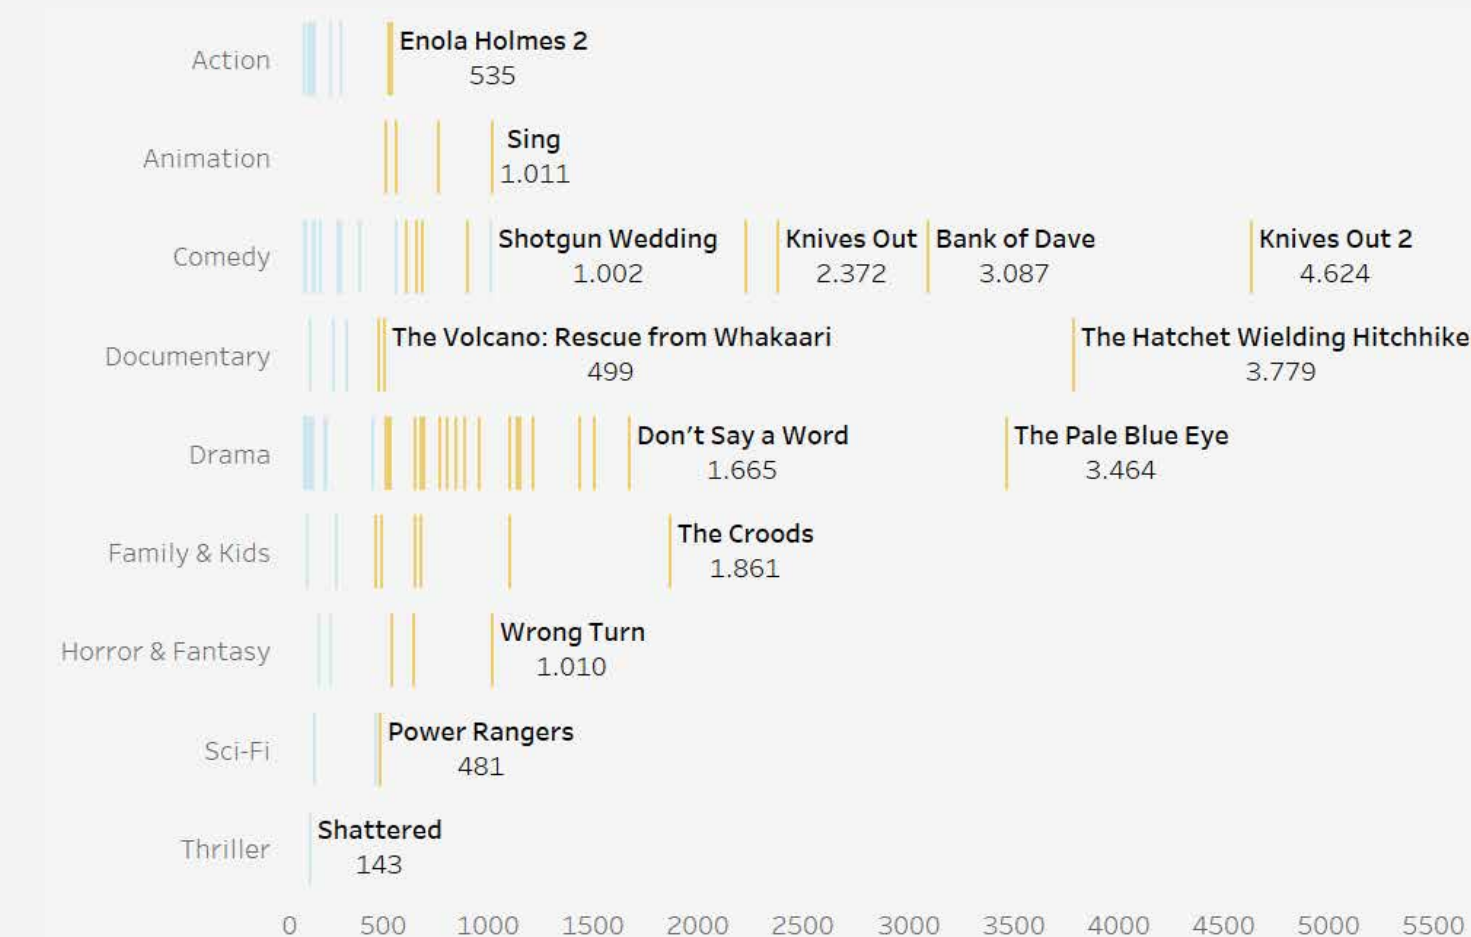 Action
Enola Holmes 2
535
Animation
Sing
1.011
Comedy
Shotgun Wedding
1.002
Knives Out
2.372
Bank of Dave
3.087
Knives Out 2
4.624
Documentary
The Volcano: Rescue from Whakaari
499
The Hatchet Wielding Hitchhike
3.779
Drama
Don't Say a Word
1.665
The Pale Blue Eye
3.464
Family & Kids
The Croods
1.861
Horror & Fantasy
Wrong Turn
1.010
Sci-Fi
Power Rangers
481
Thriller
Shattered
143
0 500 1000 1500 2000 2500 3000 3500 4000 4500 5000 5500